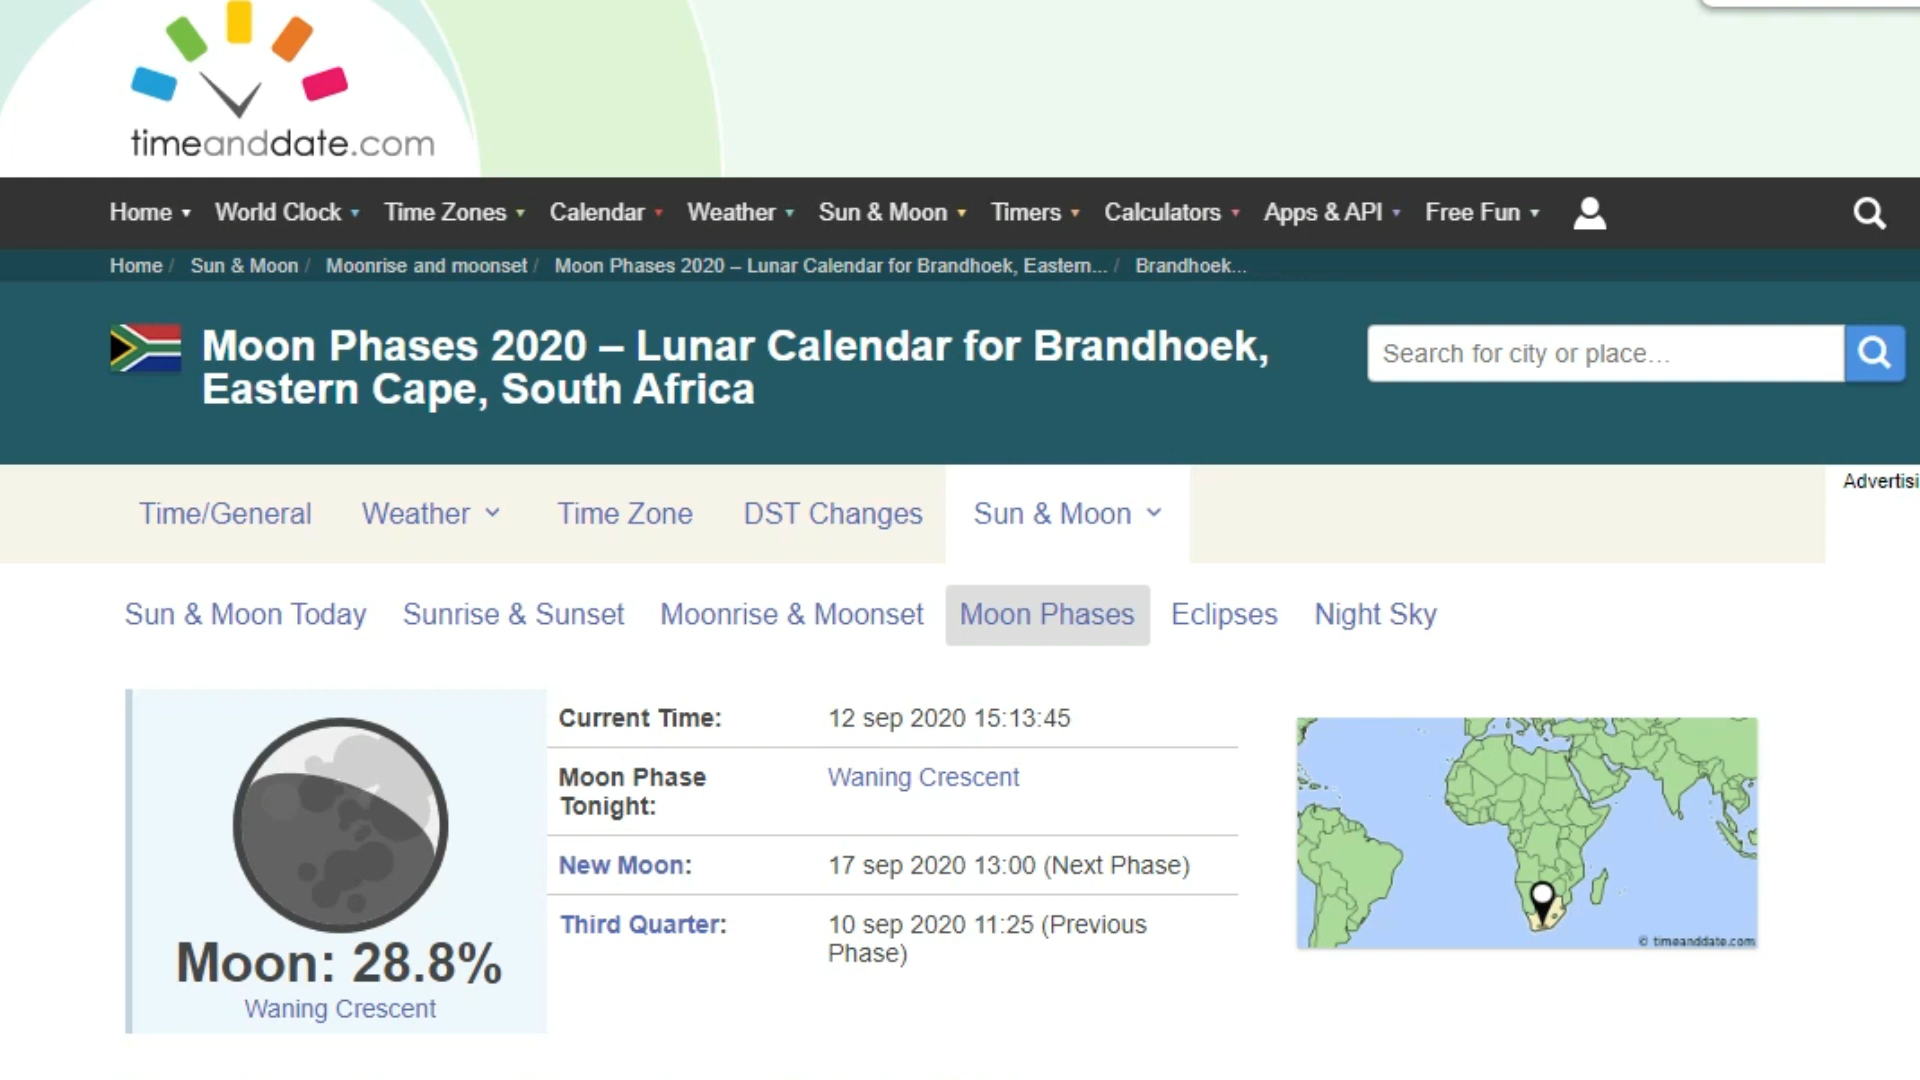 timeanddate.com
Home World Clock Time Zones Calendar Weather Sun & Moon Timers Calculators Apps & API Free Fun
Home / Sun & Moon / Moonrise and moonset / Moon Phases 2020 – Lunar Calendar for Brandhoek, Eastern... / Brandhoek...
Moon Phases 2020 – Lunar Calendar for Brandhoek,
Eastern Cape, South Africa
Search for city or place...
Advertisi
Time/General Weather Time Zone DST Changes Sun & Moon
Sun & Moon Today Sunrise & Sunset Moonrise & Moonset Moon Phases Eclipses Night Sky
Moon: 28.8%
Waning Crescent
Current Time: 12 sep 2020 15:13:45
Moon Phase Waning Crescent
Tonight:
New Moon: 17 sep 2020 13:00 (Next Phase)
Third Quarter: 10 sep 2020 11:25 (Previous
Phase)
© timeanddate.com